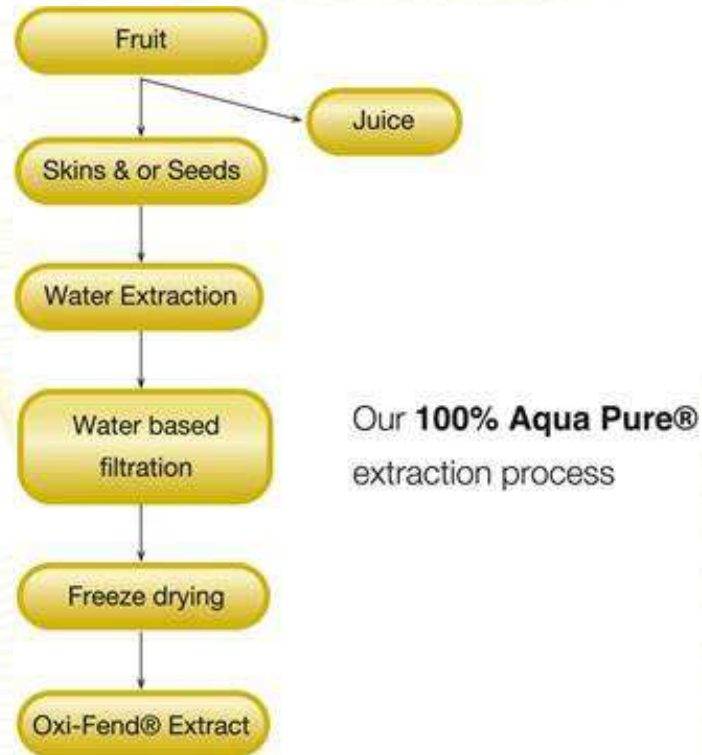 Fruit
Juice
Skins & or Seeds
Water Extraction
Water based
filtration
Our 100% Aqua Pure®
extraction process
Freeze drying
Oxi-Fend® Extract